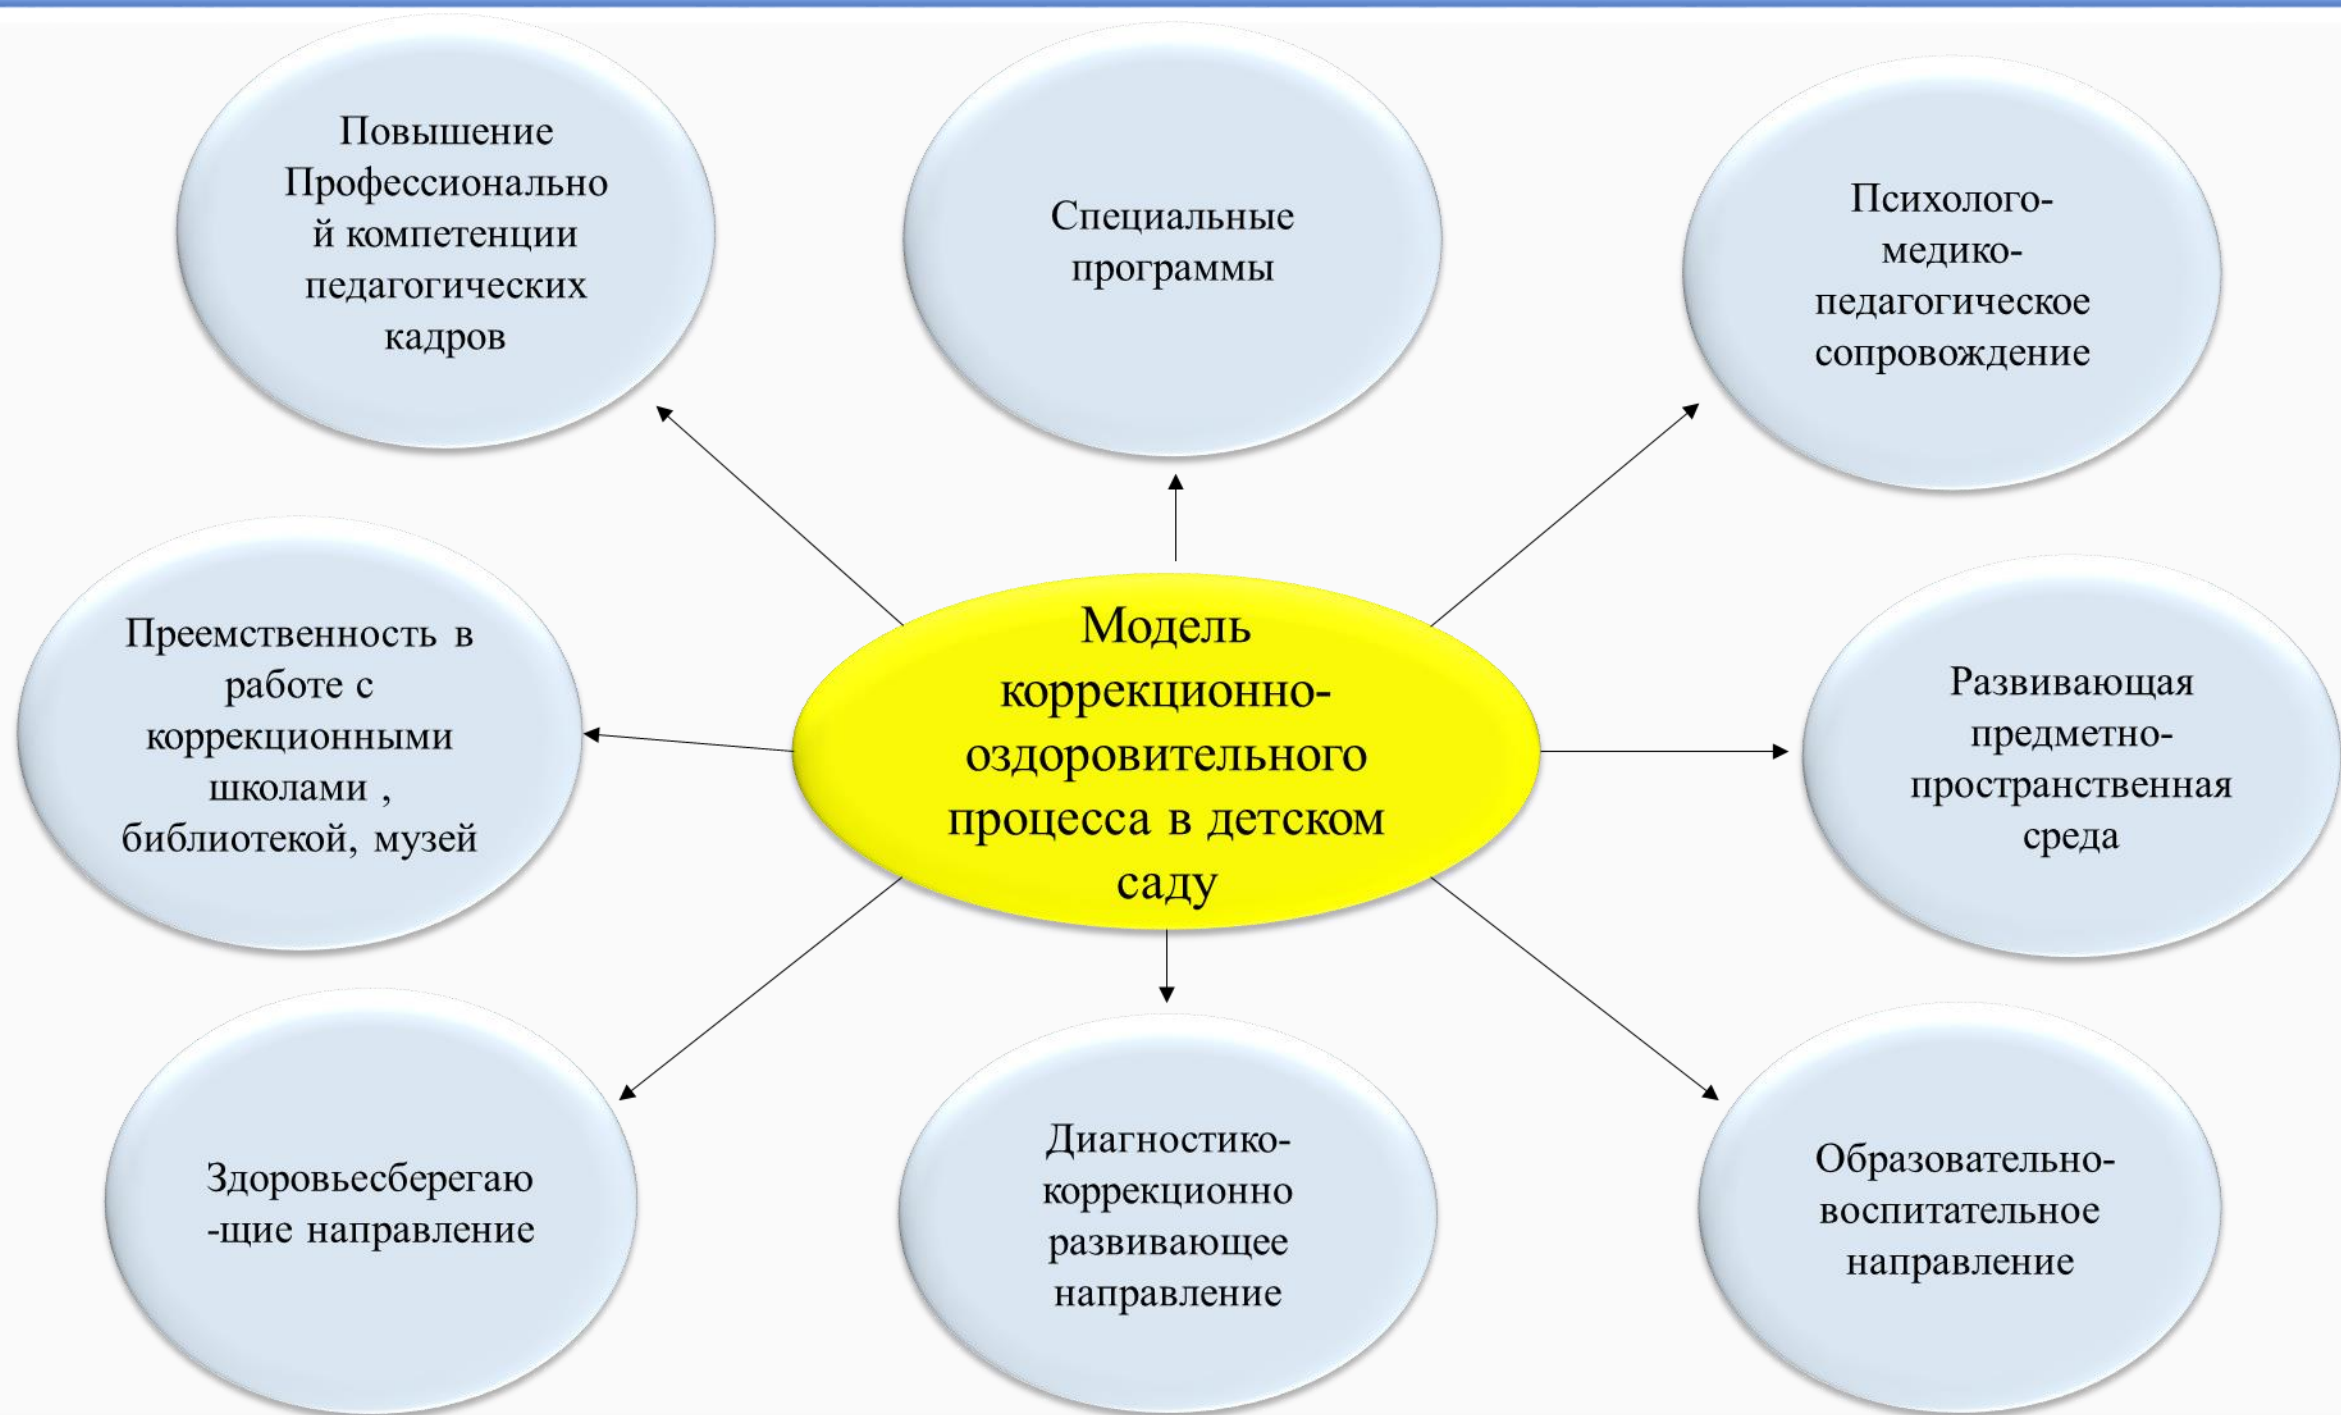 Повышение
Профессионально
й компетенции
педагогических
кадров
Специальные
программы
Психолого-
медико-
педагогическое
сопровождение
Преемственность в
работе с
коррекционными
школами ,
библиотекой, музей
Модель
коррекционно-
оздоровительного
процесса в детском
саду
Развивающая
предметно-
пространственная
среда
Здоровьесберегаю
-щие направление
Диагностико-
коррекционно
развивающее
направление
Образовательно-
воспитательное
направление